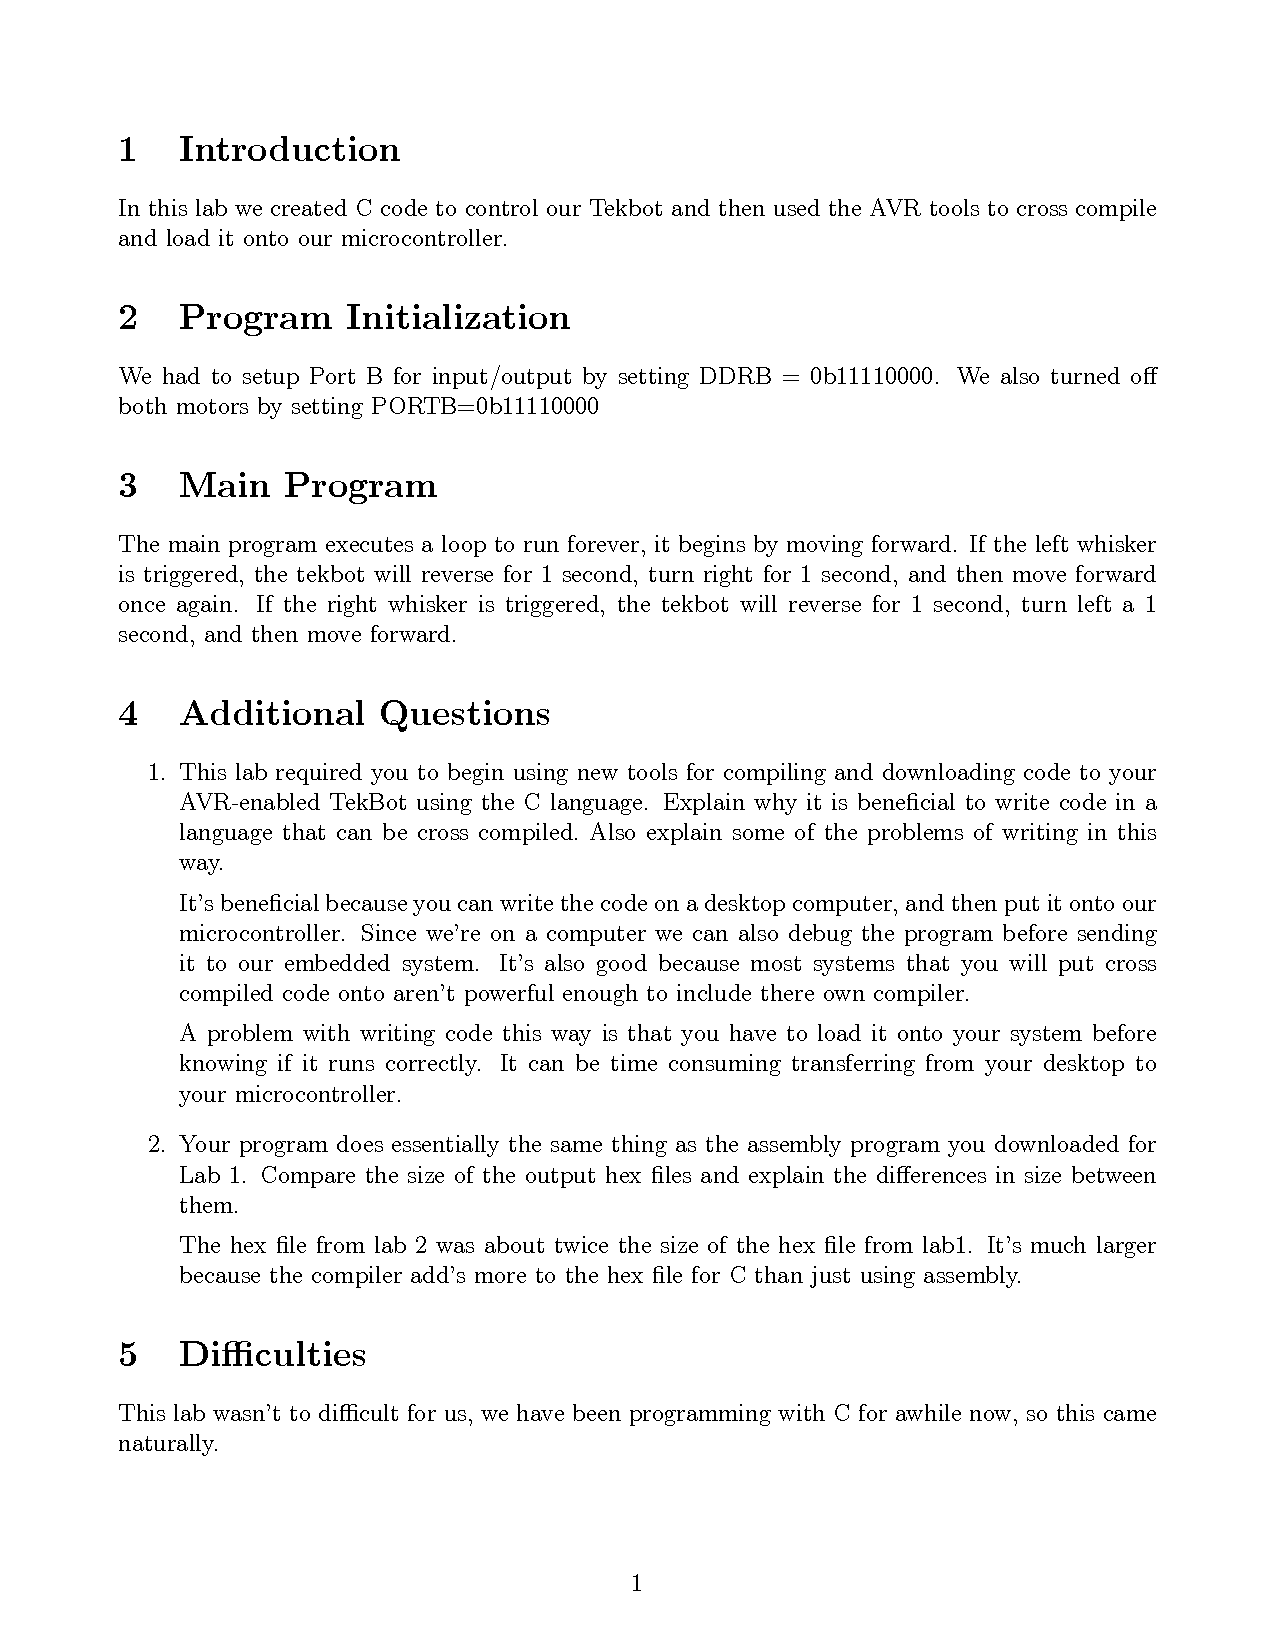 1 Introduction
In this lab we created C code to control our Tekbot and then used the AVR tools to cross compile
and load it onto our microcontroller.
2 Program Initialization
We had to setup Port B for input/output by setting DDRB = 0b11110000. We also turned off
both motors by setting PORTB=0b11110000
3 Main Program
The main program executes a loop to run forever, it begins by moving forward. If the left whisker
is triggered, the tekbot will reverse for 1 second, turn right for 1 second, and then move forward
once again. If the right whisker is triggered, the tekbot will reverse for 1 second, turn left a 1
second, and then move forward.
4 Additional Questions
1. This lab required you to begin using new tools for compiling and downloading code to your
AVR-enabled TekBot using the C language. Explain why it is beneficial to write code in a
language that can be cross compiled. Also explain some of the problems of writing in this
way.
It's beneficial because you can write the code on a desktop computer, and then put it onto our
microcontroller. Since we're on a computer we can also debug the program before sending
it to our embedded system. It's also good because most systems that you will put cross
compiled code onto aren't powerful enough to include there own compiler.
A problem with writing code this way is that you have to load it onto your system before
knowing if it runs correctly. It can be time consuming transferring from your desktop to
your microcontroller.
2. Your program does essentially the same thing as the assembly program you downloaded for
Lab 1. Compare the size of the output hex files and explain the differences in size between
them.
The hex file from lab 2 was about twice the size of the hex file from lab1. It's much larger
because the compiler add's more to the hex file for C than just using assembly.
5 Difficulties
This lab wasn't to difficult for us, we have been programming with C for awhile now, so this came
naturally.
1